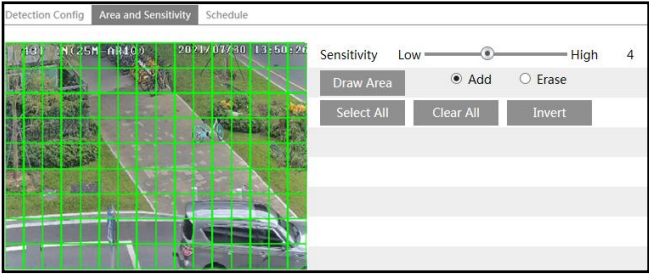 Detection Config Area and Sensitivity Schedule
2021/07/30 13:50:26
Sensitivity Low High 4
Draw Area Add Erase
Select All Clear All Invert